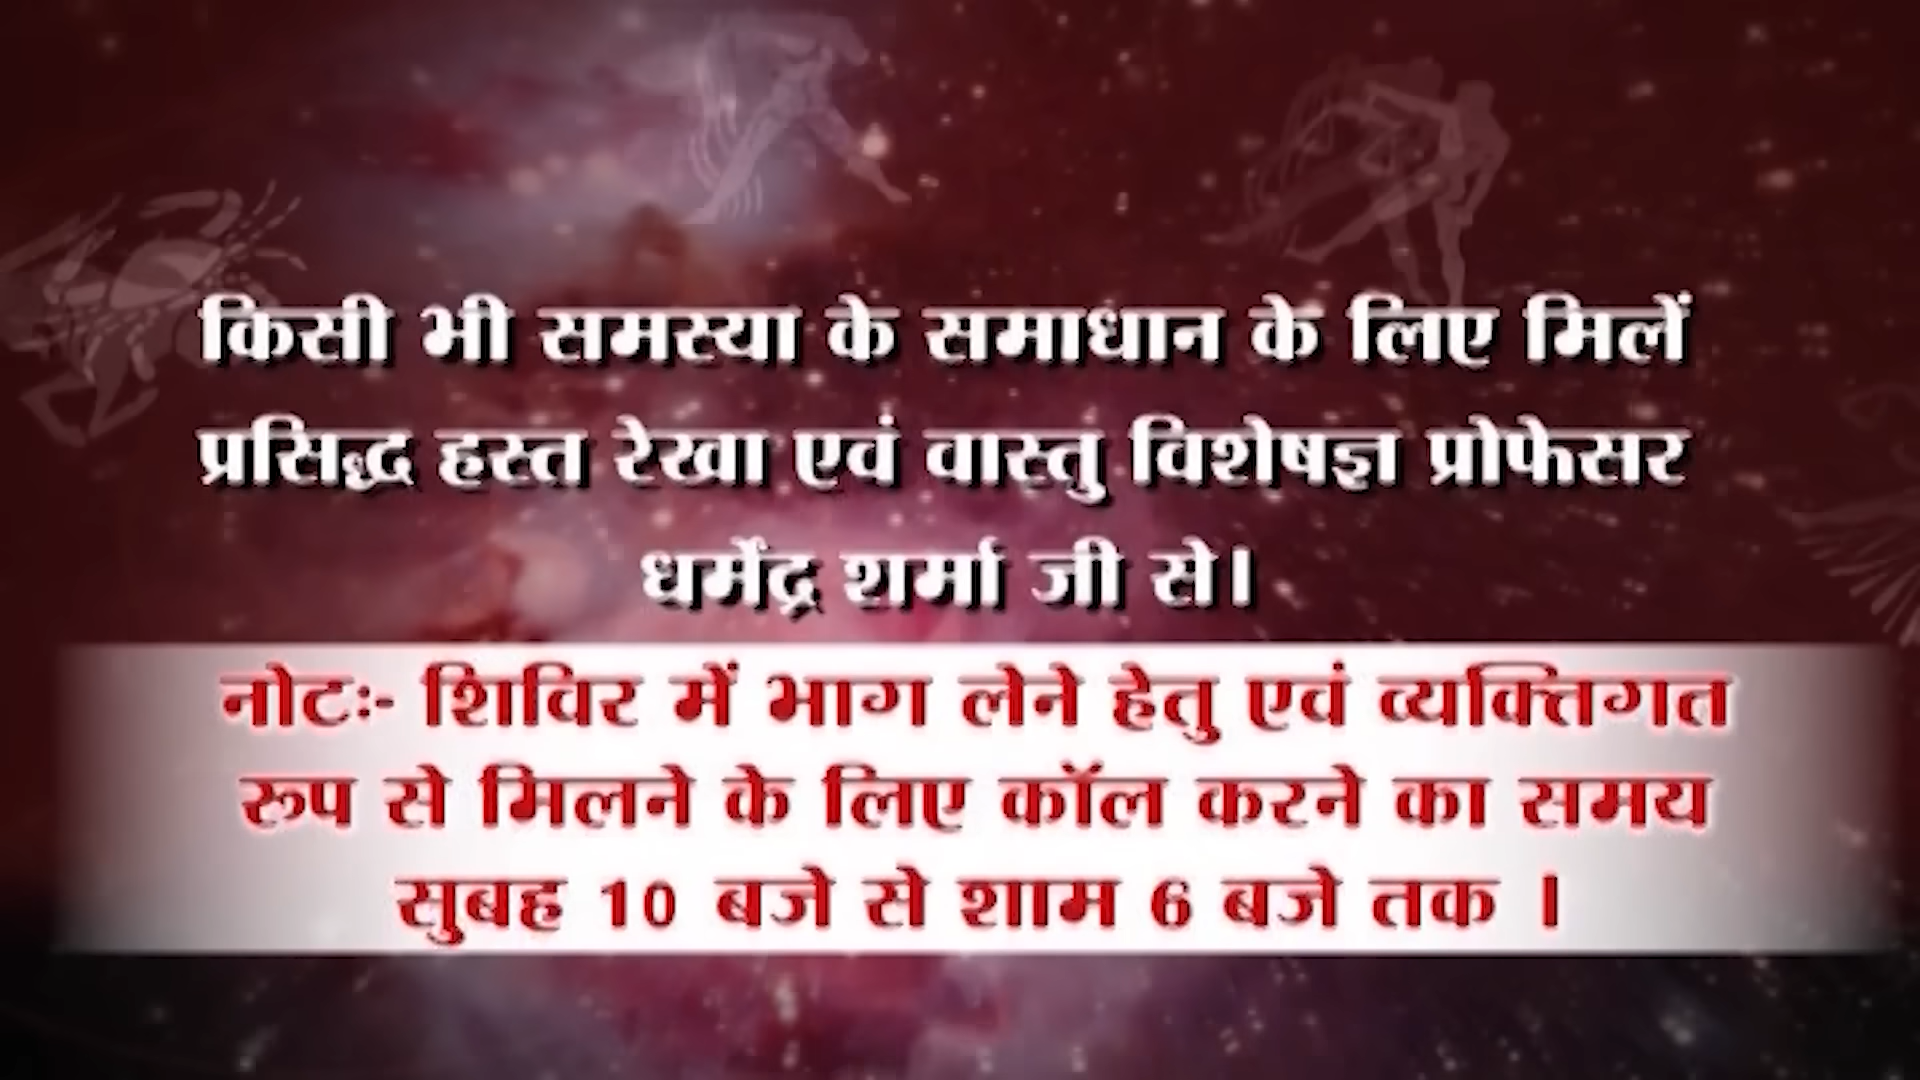 किसी भी समस्या के समाधान के लिए मिलें
प्रसिद्ध हस्त रेखा एवं वास्तु विशेषज्ञ प्रोफेसर
धर्मेंद्र शर्मा जी से।
नोटः- शिविर में भाग लेने हेतु एवं व्यक्तिगत
रूप से मिलने के लिए कॉल करने का समय
सुबह 10 बजे से शाम 6 बजे तक ।